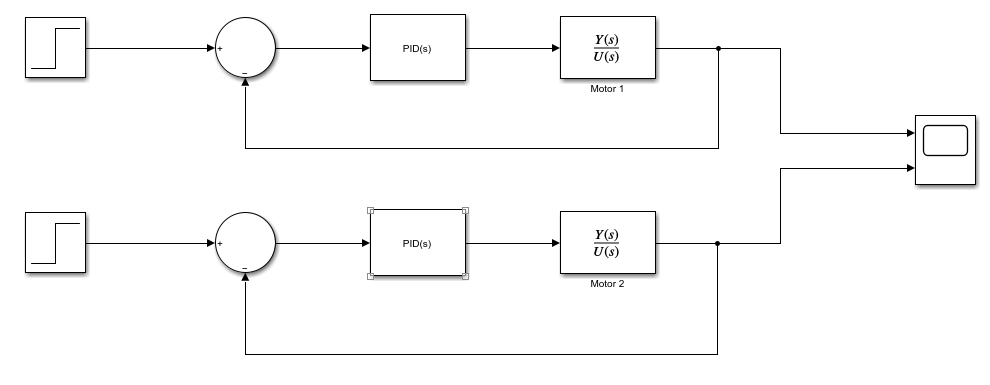 +
−
PID(s)
Y(s)
U(s)
Motor 1
+
−
PID(s)
Y(s)
U(s)
Motor 2